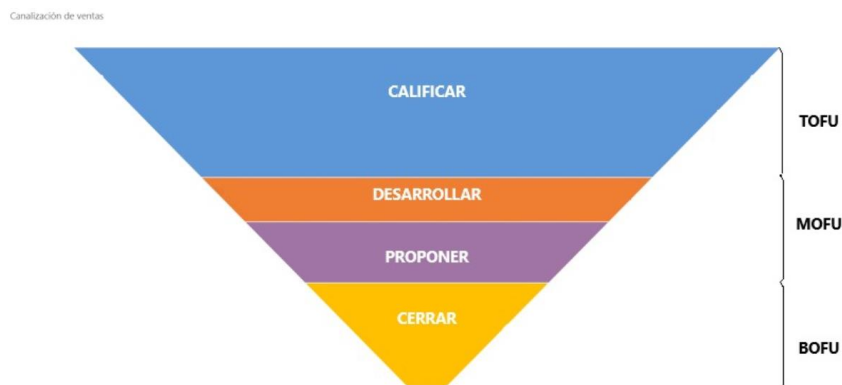 Canalización de ventas
CALIFICAR
TOFU
DESARROLLAR
MOFU
PROPONER
CERRAR
BOFU